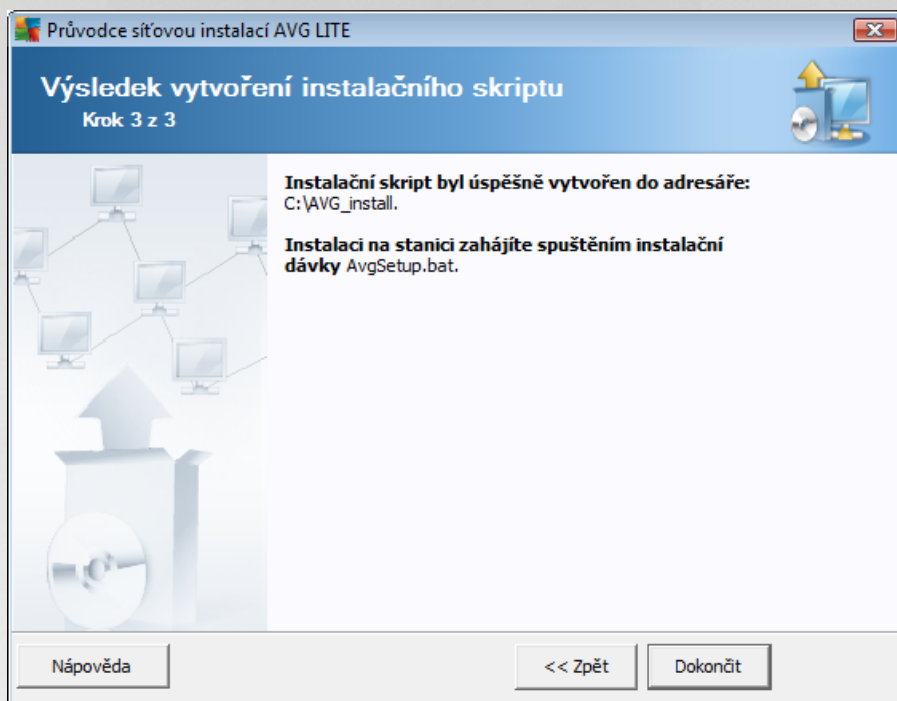 Průvodce síťovou instalací AVG LITE
Výsledek vytvoření instalačního skriptu
Krok 3 z 3
Instalační skript byl úspěšně vytvořen do adresáře:
C:\AVG_install.
Instalaci na stanici zahájíte spuštěním instalační
dávky AvgSetup.bat.
Nápověda
<< Zpět
Dokončit